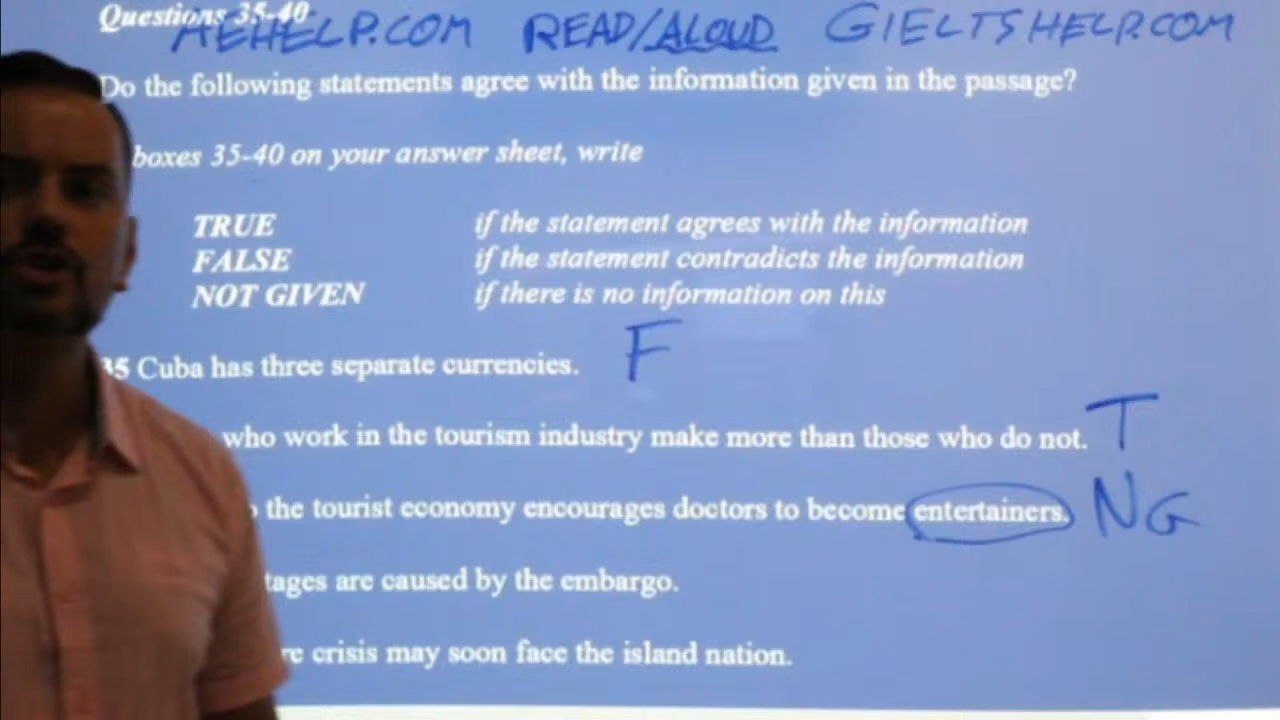 Questions 35-40
AEHELP.COM READ/ALOUD GIELTSHELP.COM
Do the following statements agree with the information given in the passage?
boxes 35-40 on your answer sheet, write
TRUE if the statement agrees with the information
FALSE if the statement contradicts the information
NOT GIVEN if there is no information on this
35 Cuba has three separate currencies. F
who work in the tourism industry make more than those who do not. T
the tourist economy encourages doctors to become entertainers. NG
are caused by the embargo.
crisis may soon face the island nation.